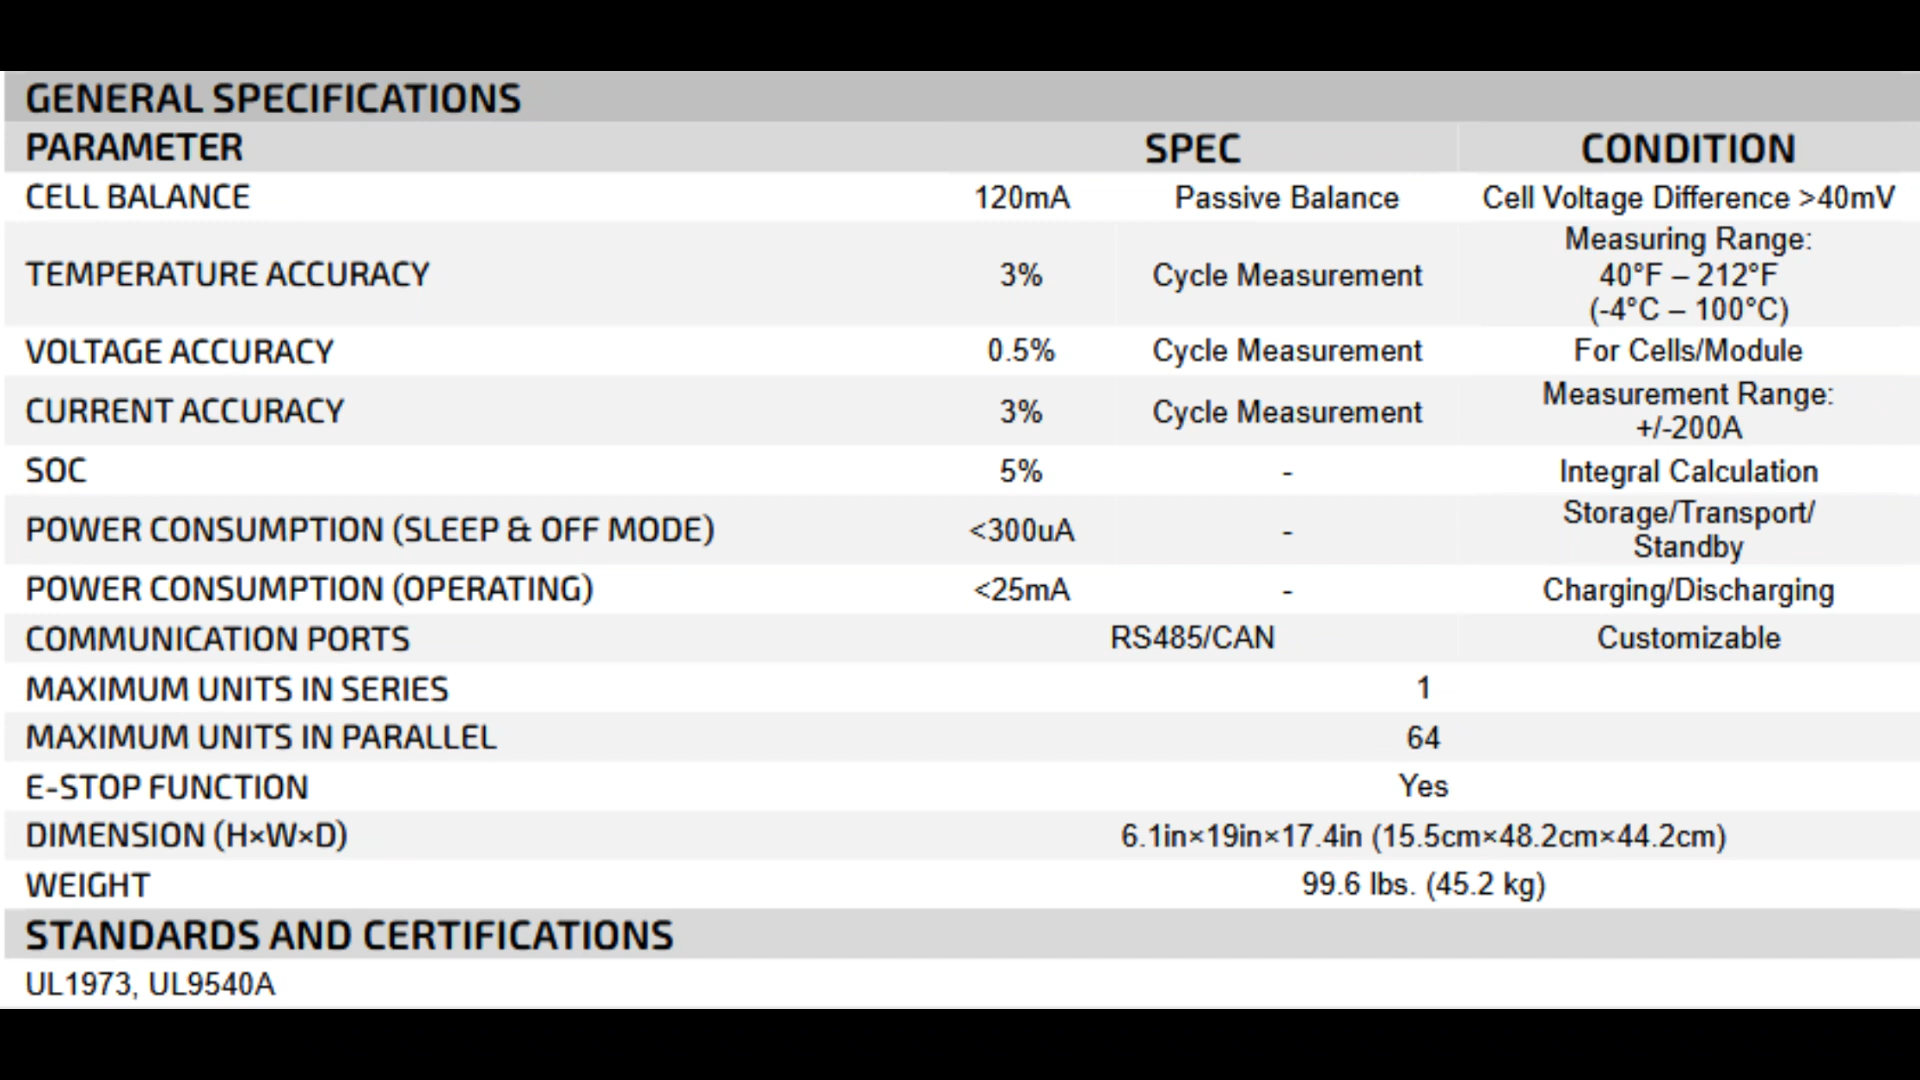 GENERAL SPECIFICATIONS
PARAMETER SPEC CONDITION
CELL BALANCE 120mA Passive Balance Cell Voltage Difference >40mV
TEMPERATURE ACCURACY 3% Cycle Measurement Measuring Range:
40°F – 212°F
(-4°C – 100°C)
VOLTAGE ACCURACY 0.5% Cycle Measurement For Cells/Module
CURRENT ACCURACY 3% Cycle Measurement Measurement Range:
+/-200A
SOC 5% - Integral Calculation
POWER CONSUMPTION (SLEEP & OFF MODE) <300uA - Storage/Transport/
Standby
POWER CONSUMPTION (OPERATING) <25mA - Charging/Discharging
COMMUNICATION PORTS RS485/CAN Customizable
MAXIMUM UNITS IN SERIES 1
MAXIMUM UNITS IN PARALLEL 64
E-STOP FUNCTION Yes
DIMENSION (H×W×D) 6.1in×19in×17.4in (15.5cm×48.2cm×44.2cm)
WEIGHT 99.6 lbs. (45.2 kg)
STANDARDS AND CERTIFICATIONS
UL1973, UL9540A